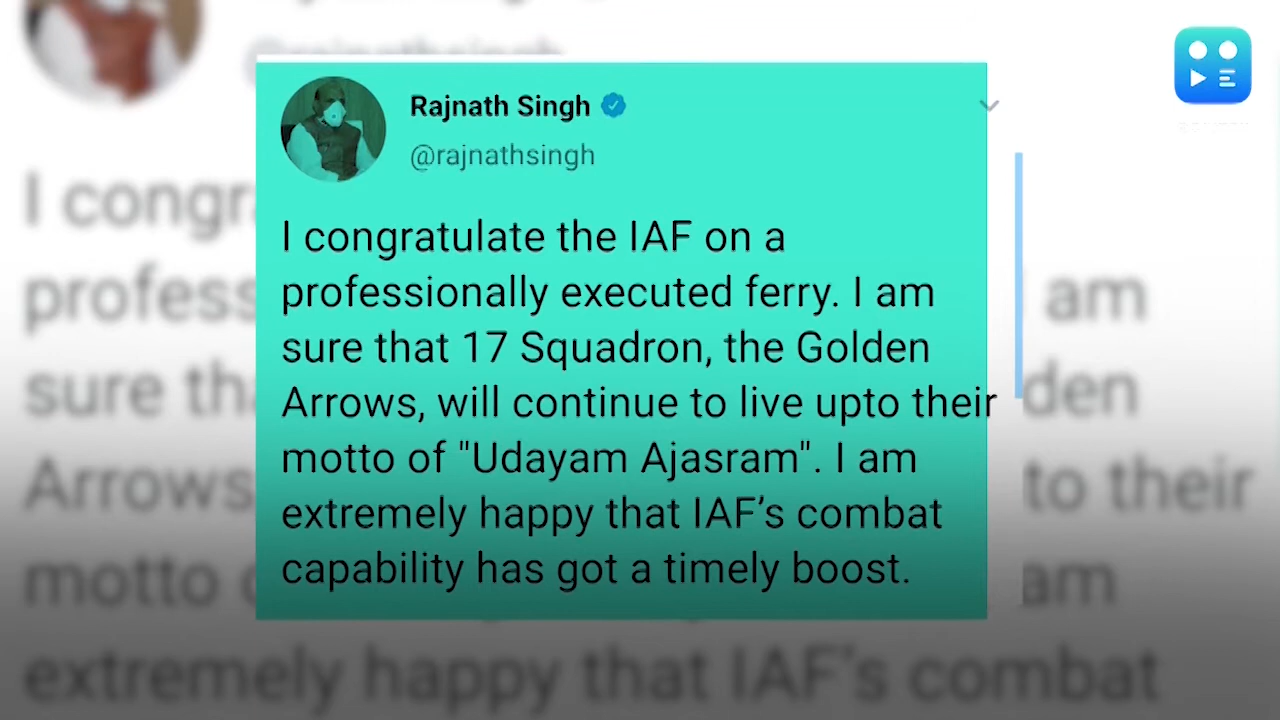 Rajnath Singh
@rajnathsingh
I congratulate the IAF on a
professionally executed ferry. I am
sure that 17 Squadron, the Golden
Arrows, will continue to live upto their
motto of "Udayam Ajasram". I am
extremely happy that IAF’s combat
capability has got a timely boost.